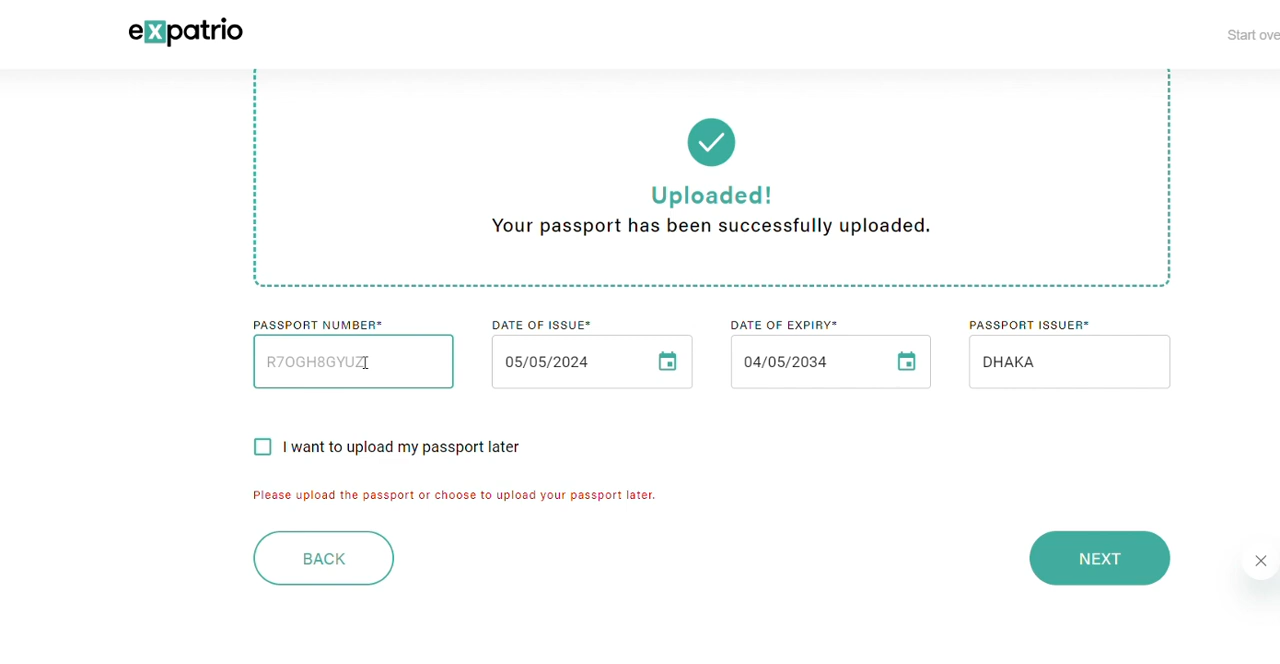 expatrio
Start ove
Uploaded!
Your passport has been successfully uploaded.
PASSPORT NUMBER* DATE OF ISSUE* DATE OF EXPIRY* PASSPORT ISSUER*
R7OGH8GYUZ 05/05/2024 04/05/2034 DHAKA
I want to upload my passport later
Please upload the passport or choose to upload your passport later.
BACK NEXT